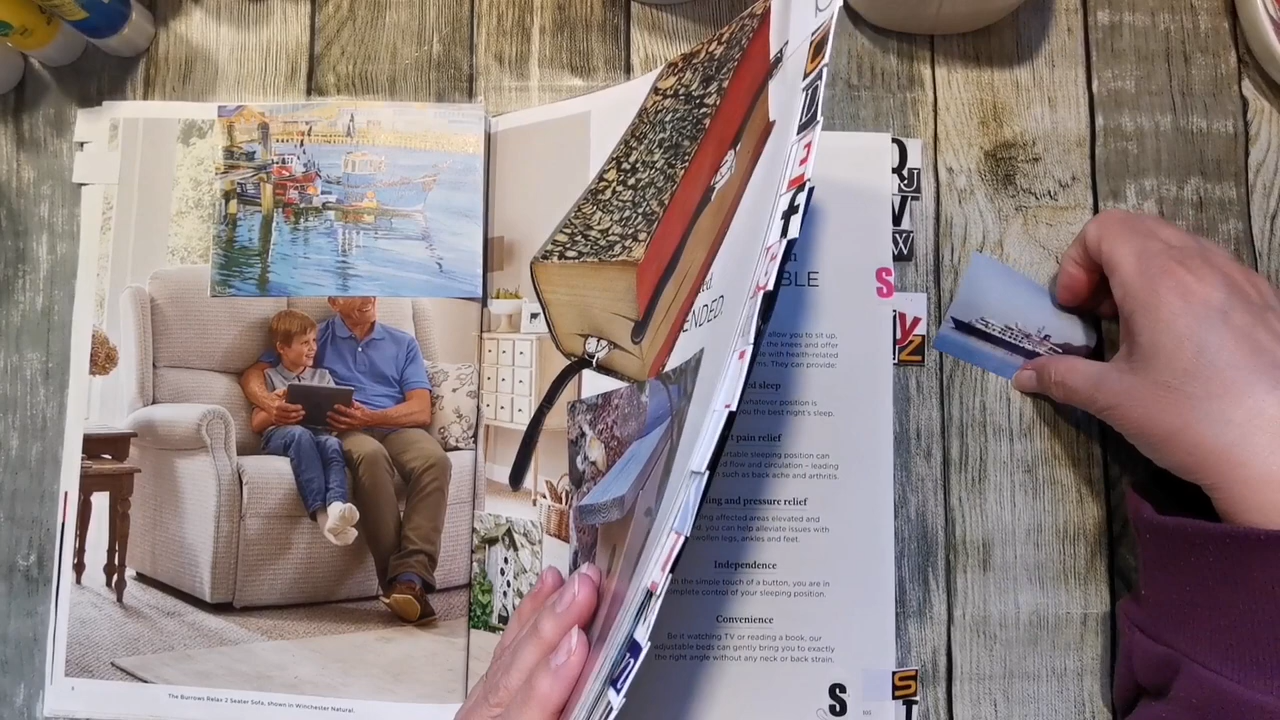 The Burrows Relax 2 Seater Sofa, shown in Winchester Natural.
ENDED.
C
D
E
f
G
n
BLE
allow you to sit up,
the knees and offer
le with health-related
ms. They can provide:
ed sleep
whatever position is
you the best night's sleep.
t pain relief
ortable sleeping position can
d flow and circulation – leading
such as back ache and arthritis.
ling and pressure relief
ing affected areas elevated and
d, you can help alleviate issues with
wollen legs, ankles and feet.
Independence
th the simple touch of a button, you are in
omplete control of your sleeping position.
Convenience
Be it watching TV or reading a book, our
adjustable beds can gently bring you to exactly
the right angle without any neck or back strain.
S
Q
J
V
W
S
y
Z
S
T